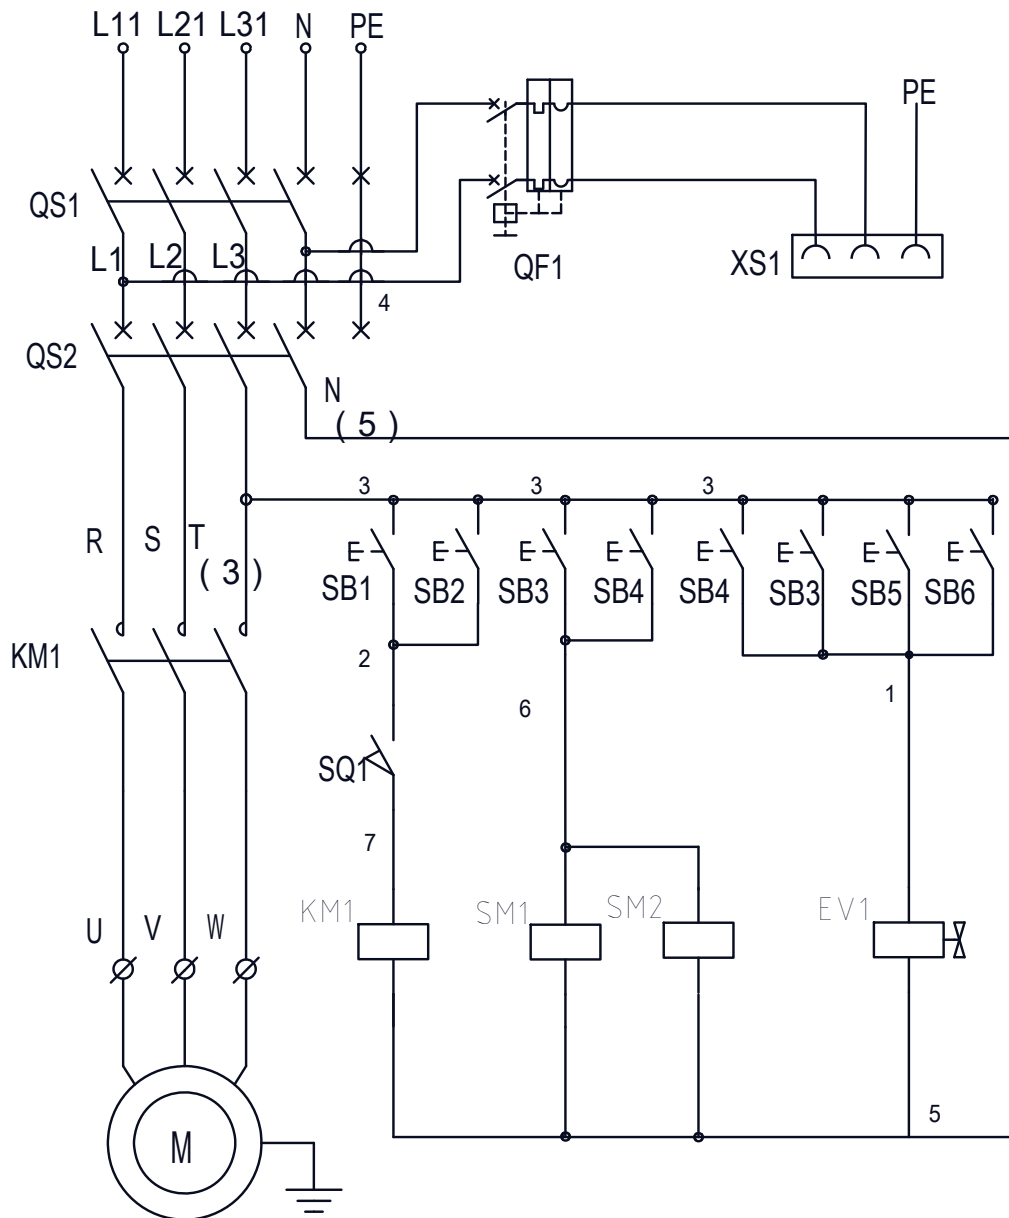 L11 L21 L31 N PE
PE
QS1
L1 L2 L3
QF1
XS1
4
QS2
N
( 5 )
3 3 3
R S T
( 3 )
SB1 SB2 SB3 SB4 SB4 SB3 SB5 SB6
KM1
2
6
1
SQ1
7
KM1 SM1 SM2 EV1
U V W
5
M